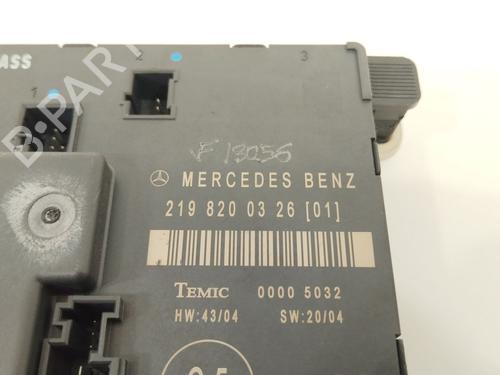 ASS
2
3
1
B-PARTS
F 13056
MERCEDES BENZ
219 820 03 26 [01]
TEMIC 0000 5032
HW:43/04 SW:20/04